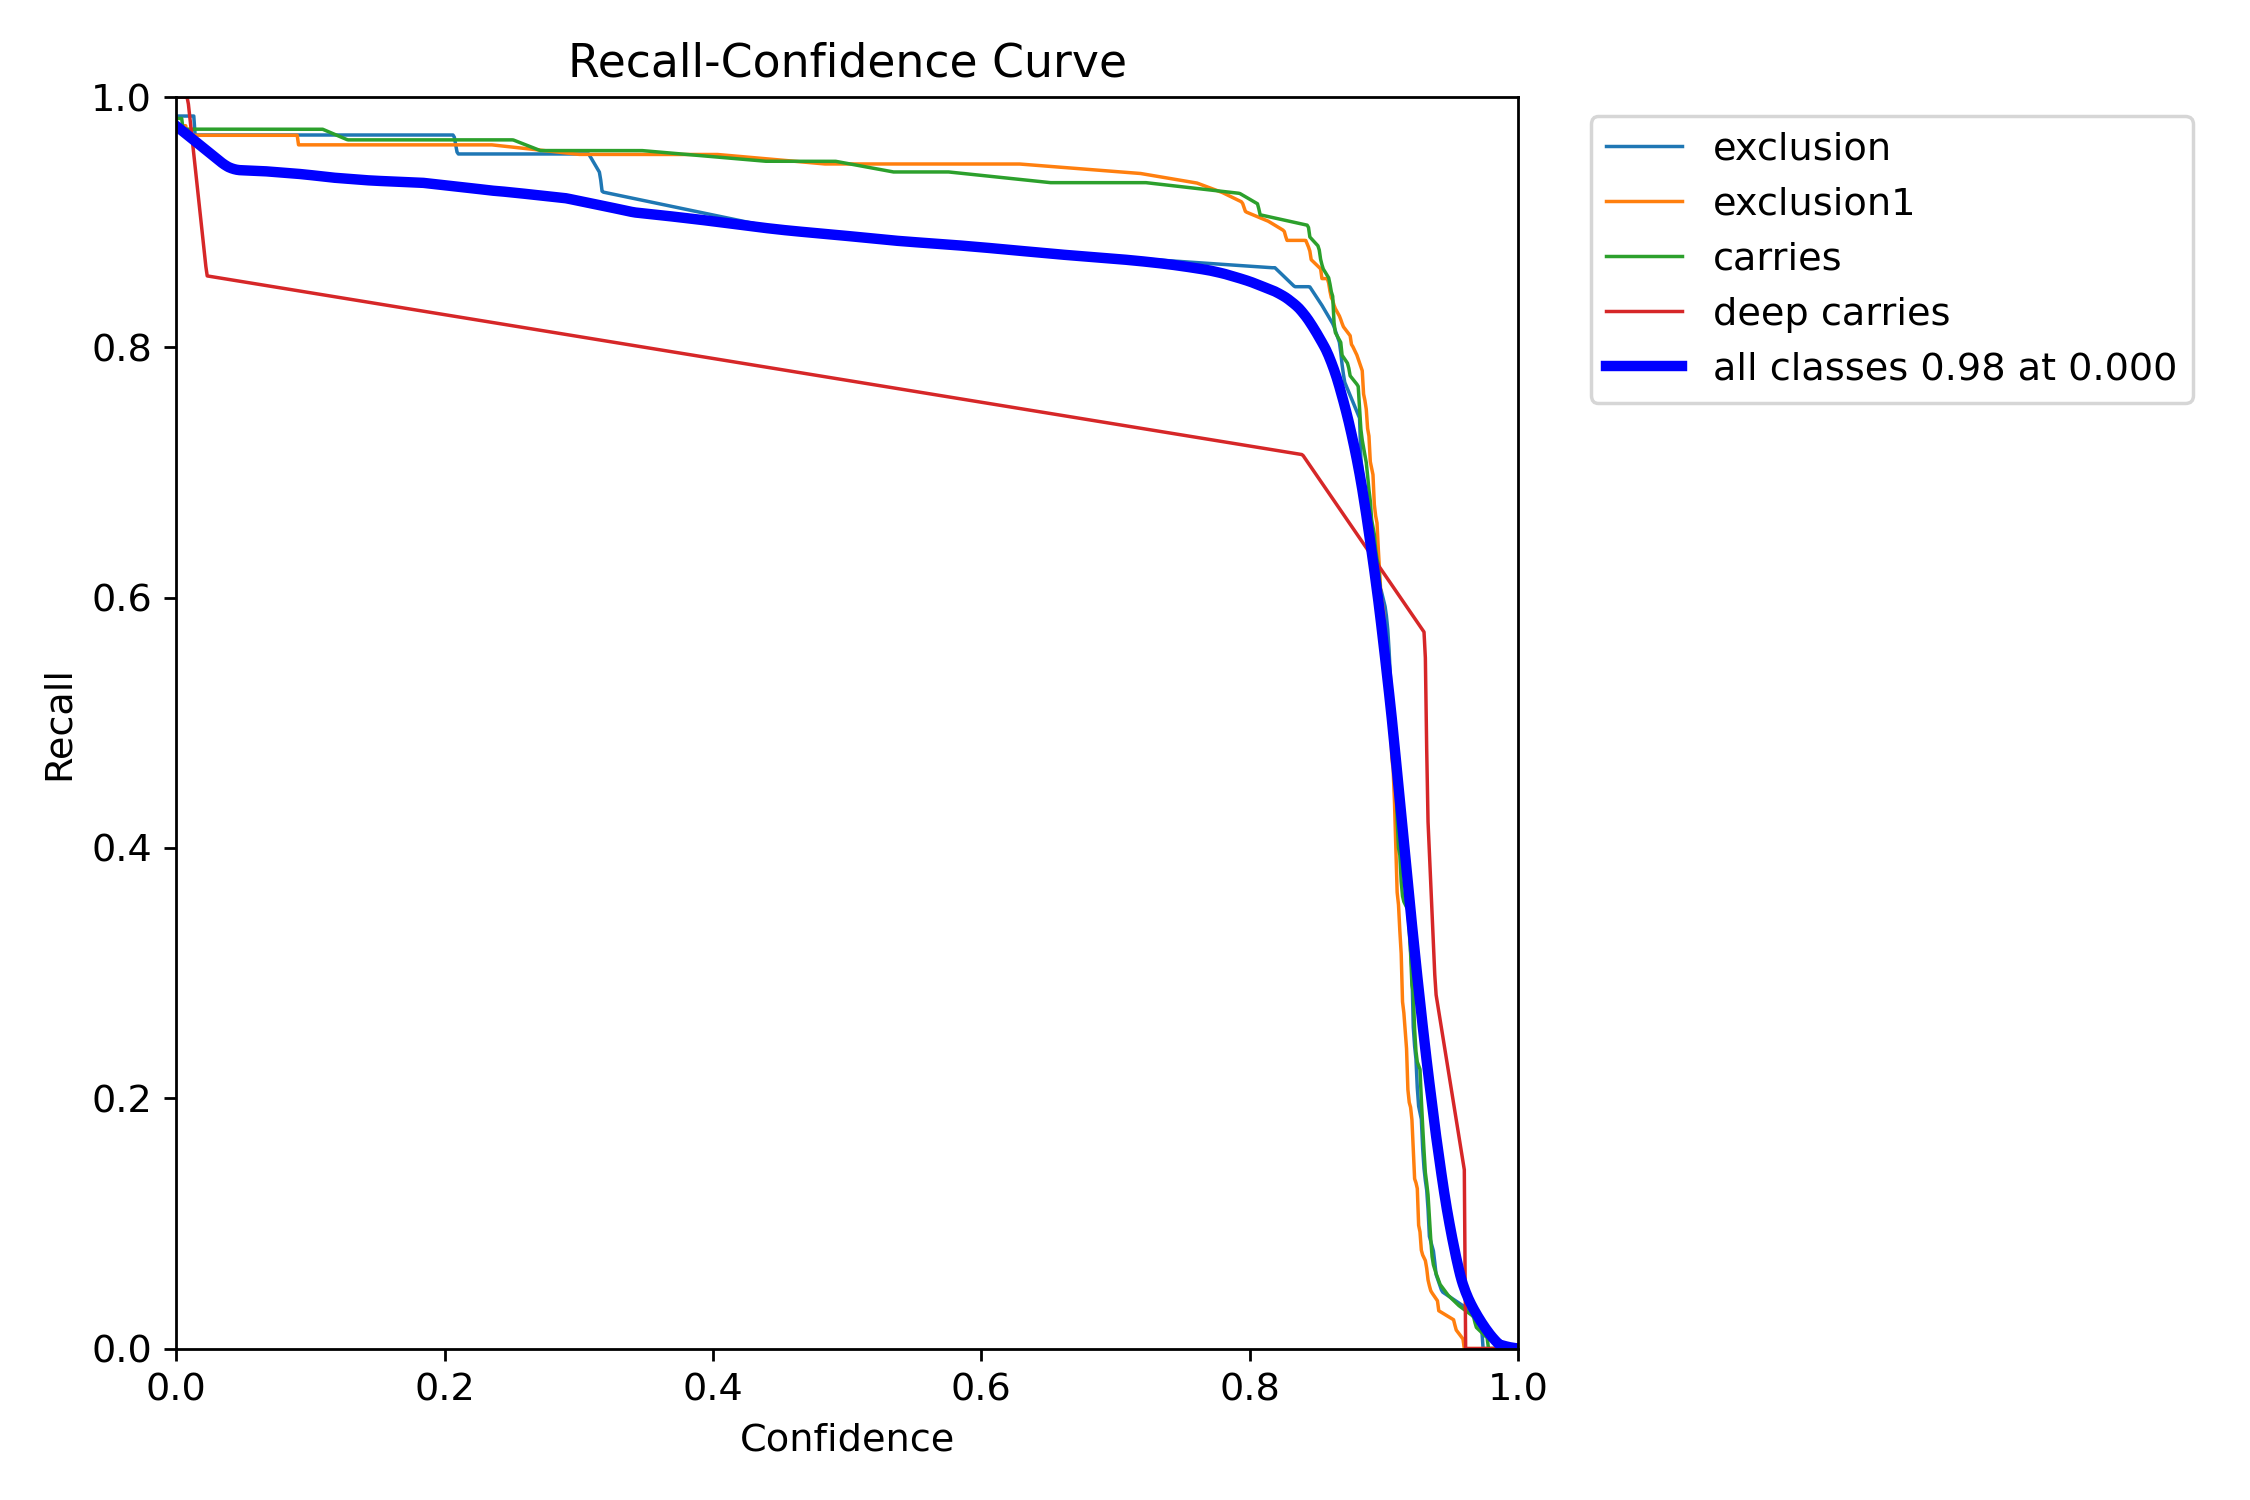 Recall-Confidence Curve
1.0
0.8
0.6
0.4
0.2
0.0
Recall
0.0 0.2 0.4 0.6 0.8 1.0
Confidence
exclusion
exclusion1
carries
deep carries
all classes 0.98 at 0.000